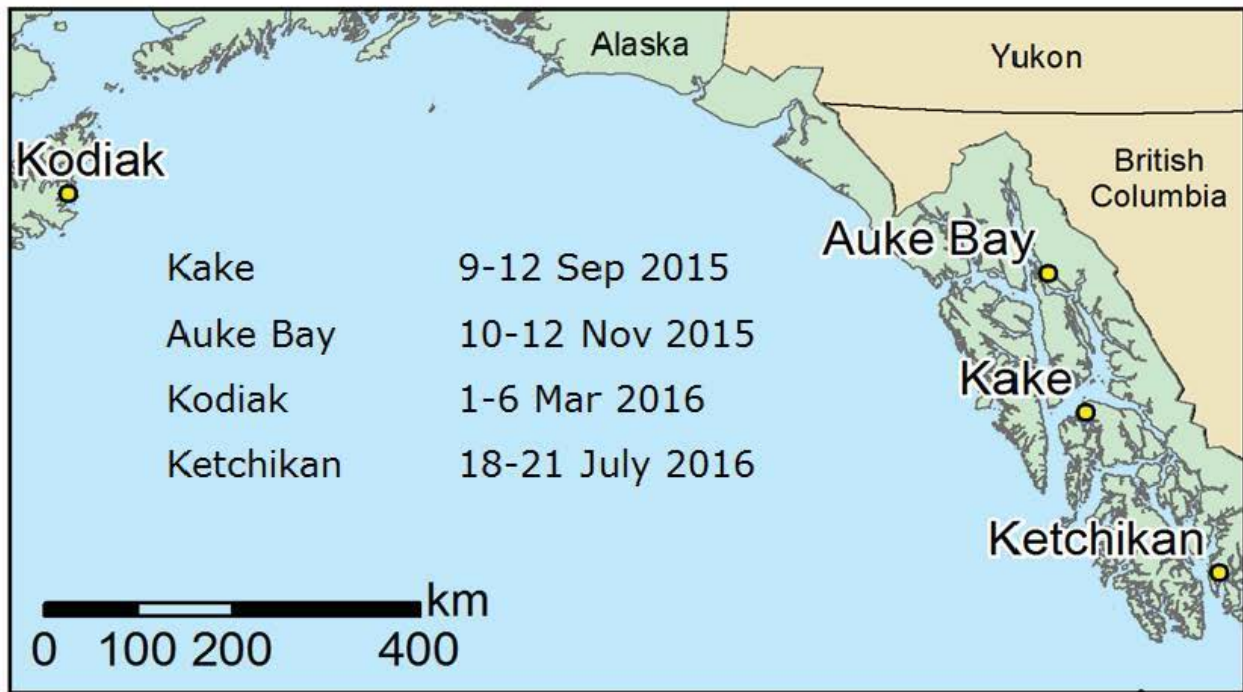 Alaska
Yukon
Kodiak
British
Columbia
Auke Bay
Kake 9-12 Sep 2015
Auke Bay 10-12 Nov 2015
Kake
Kodiak 1-6 Mar 2016
Ketchikan 18-21 July 2016
Ketchikan
km
0 100 200 400